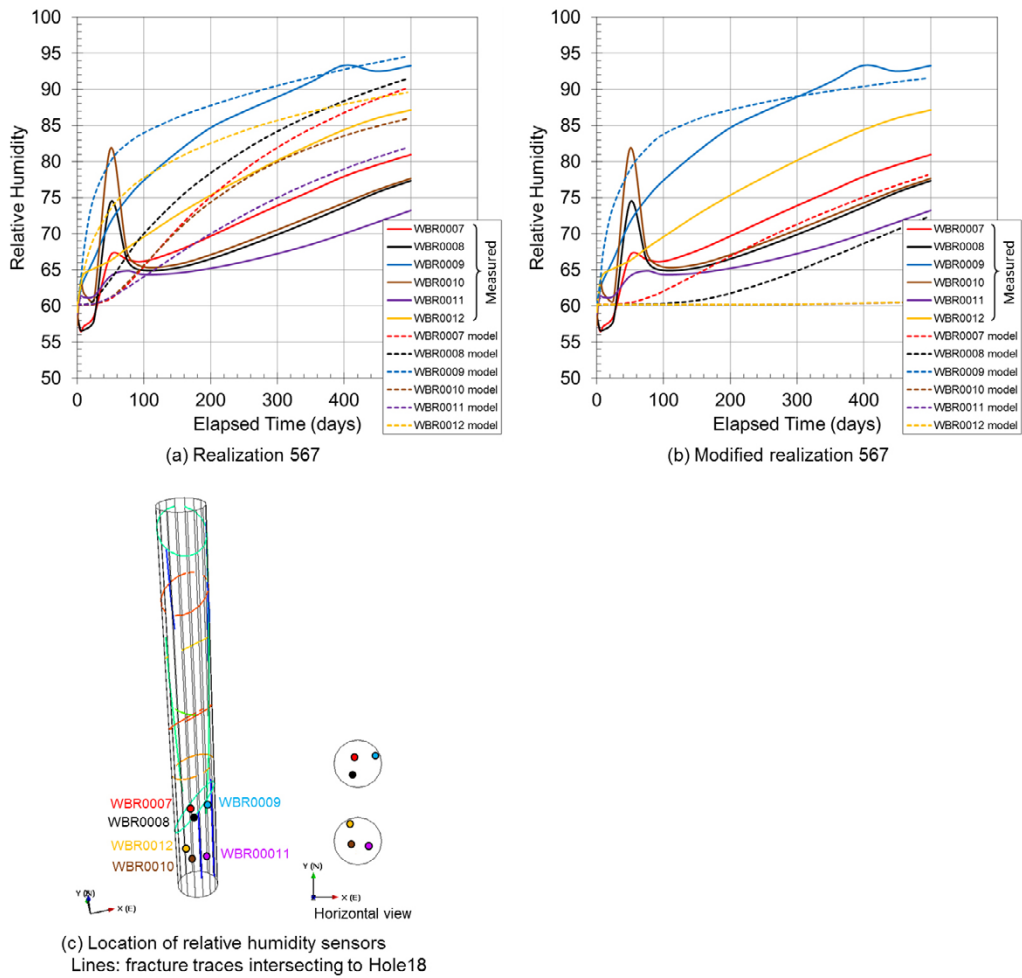 100
95
90
85
80
75
70
65
60
55
50
Relative Humidity
0
100
200
300
400
Elapsed Time (days)
WBR0007
WBR0008
WBR0009
WBR0010
WBR0011
WBR0012
Measured
WBR0007 model
WBR0008 model
WBR0009 model
WBR0010 model
WBR0011 model
WBR0012 model
(a) Realization 567
100
95
90
85
80
75
70
65
60
55
50
Relative Humidity
0
100
200
300
400
Elapsed Time (days)
WBR0007
WBR0008
WBR0009
WBR0010
WBR0011
WBR0012
Measured
WBR0007 model
WBR0008 model
WBR0009 model
WBR0010 model
WBR0011 model
WBR0012 model
(b) Modified realization 567
WBR0007
WBR0009
WBR0008
WBR0012
WBR00011
WBR0010
Y (N)
X (E)
Y (N)
X (E)
Horizontal view
(c) Location of relative humidity sensors
Lines: fracture traces intersecting to Hole18